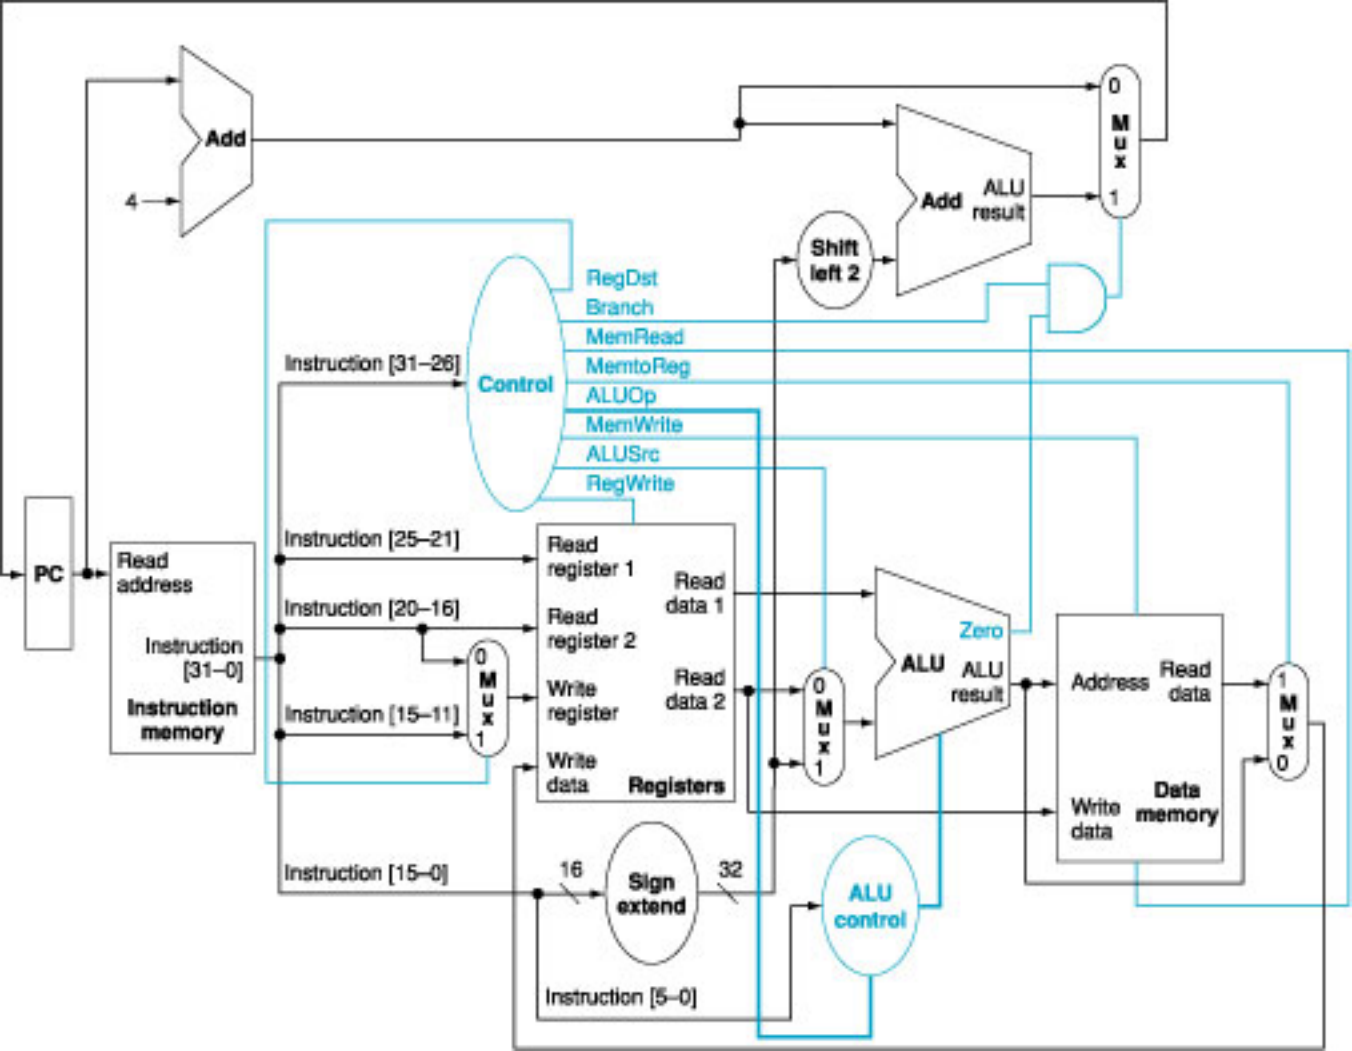 0
M
u
x
1
Add
4
Add
ALU
result
Shift
left 2
RegDst
Branch
MemRead
MemtoReg
ALUOp
MemWrite
ALUSrc
RegWrite
Control
Instruction [31–26]
Instruction [25–21]
Instruction [20–16]
Instruction [15–11]
Instruction [15–0]
Instruction [5–0]
PC
Read
address
Instruction
[31–0]
Instruction
memory
0
M
u
x
1
Read
register 1
Read
register 2
Write
register
Write
data
Read
data 1
Read
data 2
Registers
0
M
u
x
1
Zero
ALU
ALU
result
Address
Read
data
Write
data
Data
memory
1
M
u
x
0
16
Sign
extend
32
ALU
control